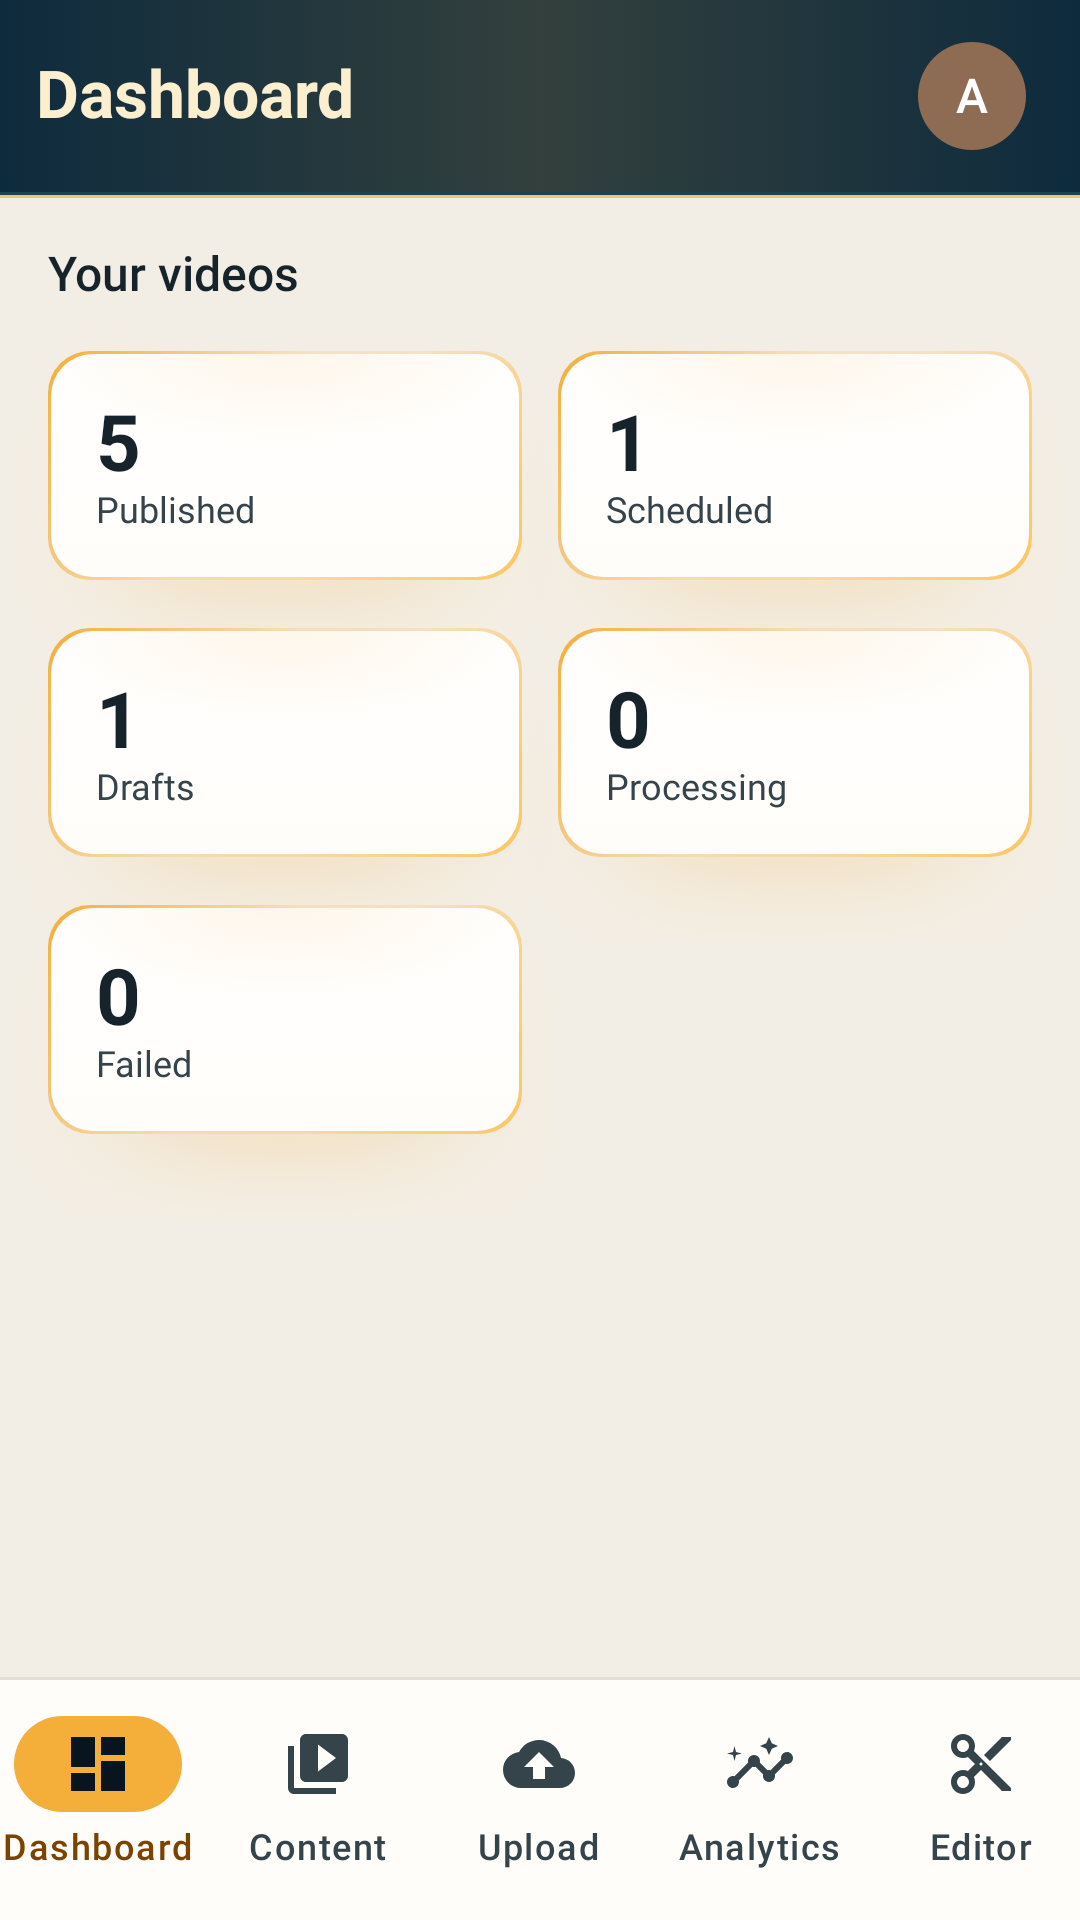 Dashboard
A
Your videos
5
Published
1
Scheduled
1
Drafts
0
Processing
0
Failed
Dashboard
Content
Upload
Analytics
Editor